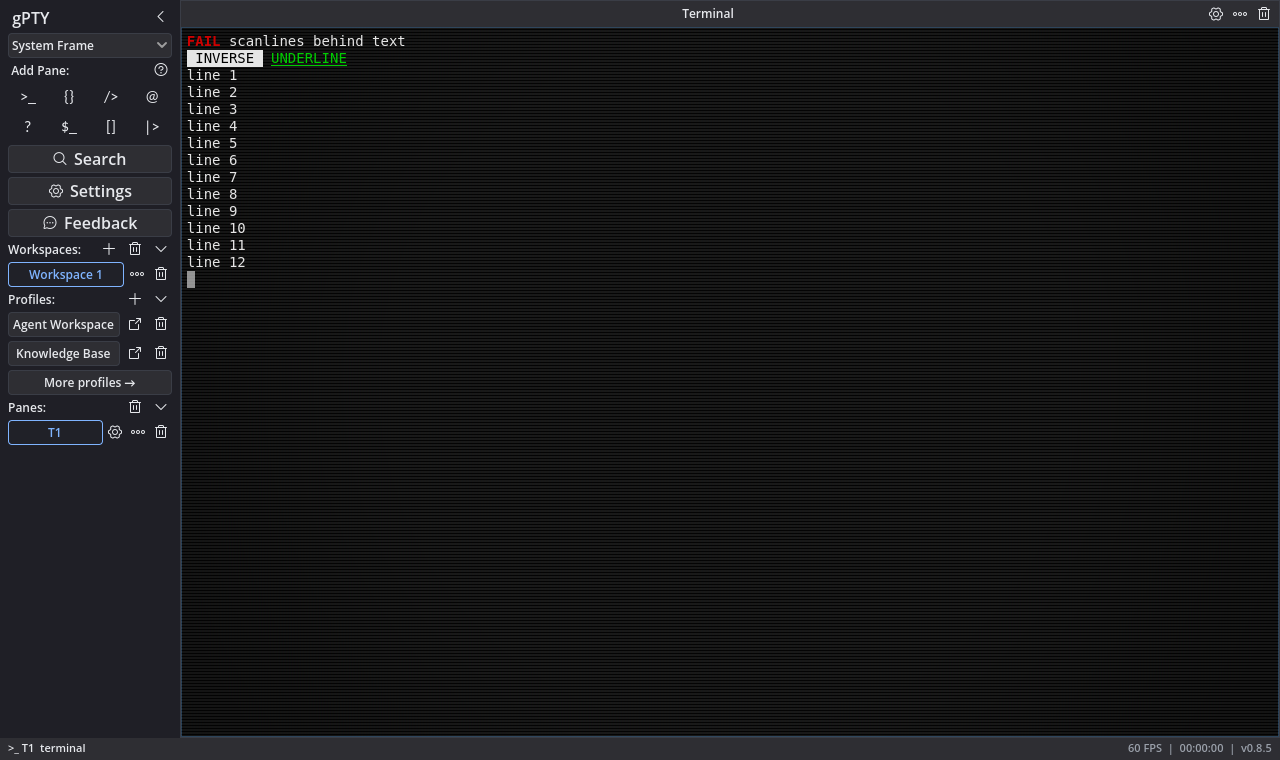 gPTY
System Frame
Add Pane:
>_ {} /> @
? $_ [] |>
Search
Settings
Feedback
Workspaces:
Workspace 1
Profiles:
Agent Workspace
Knowledge Base
More profiles →
Panes:
T1
Terminal
FAIL scanlines behind text
INVERSE UNDERLINE
line 1
line 2
line 3
line 4
line 5
line 6
line 7
line 8
line 9
line 10
line 11
line 12
>_ T1 terminal
60 FPS | 00:00:00 | v0.8.5